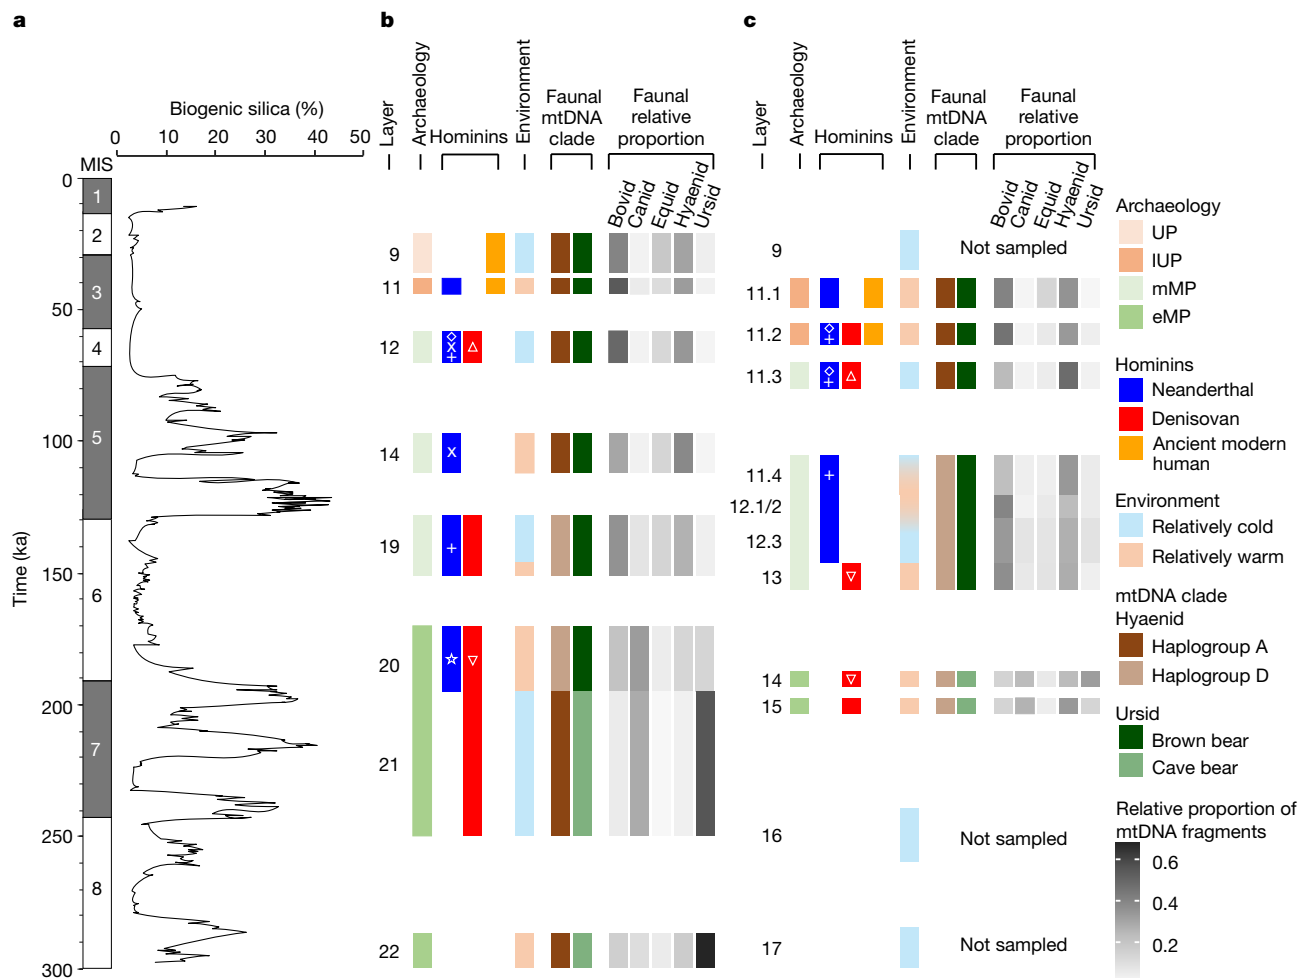 a
Biogenic silica (%)
0 10 20 30 40 50
MIS
0
50
100
150
200
250
300
Time (ka)
1
2
3
4
5
6
7
8
b
Layer
Archaeology
Hominins
Environment
Faunal
mtDNA
clade
Faunal
relative
proportion
Bovid
Canid
Equid
Hyaenid
Ursid
9
11
12
14
19
20
21
22
c
Layer
Archaeology
Hominins
Environment
Faunal
mtDNA
clade
Faunal
relative
proportion
Bovid
Canid
Equid
Hyaenid
Ursid
9
Not sampled
11.1
11.2
11.3
11.4
12.1/2
12.3
13
14
15
16
Not sampled
17
Not sampled
Archaeology
UP
IUP
mMP
eMP
Hominins
Neanderthal
Denisovan
Ancient modern
human
Environment
Relatively cold
Relatively warm
mtDNA clade
Hyaenid
Haplogroup A
Haplogroup D
Ursid
Brown bear
Cave bear
Relative proportion of
mtDNA fragments
0.6
0.4
0.2